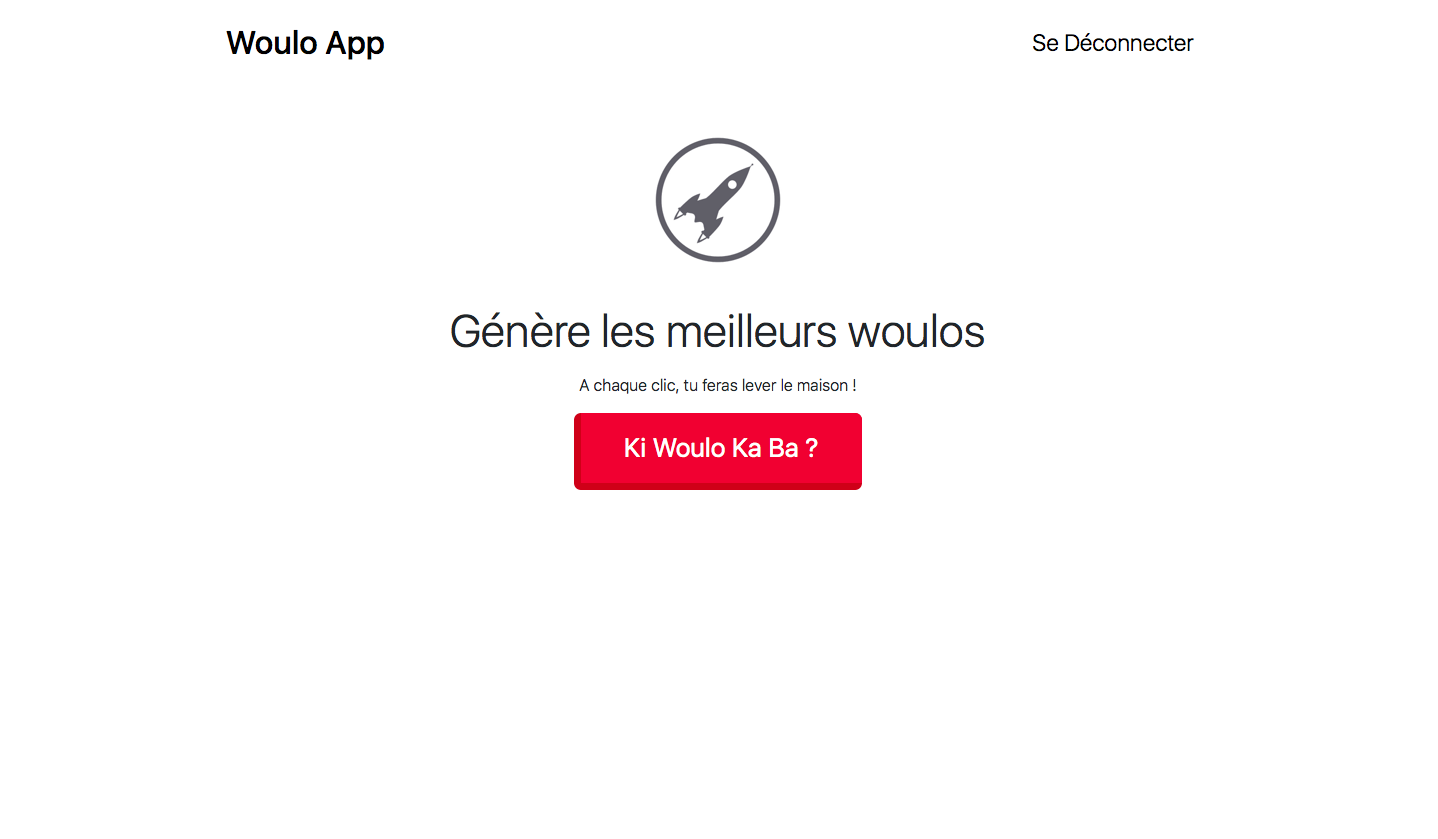 Woulo App
Se Déconnecter
Génère les meilleurs woulos
A chaque clic, tu feras lever le maison !
Ki Woulo Ka Ba ?